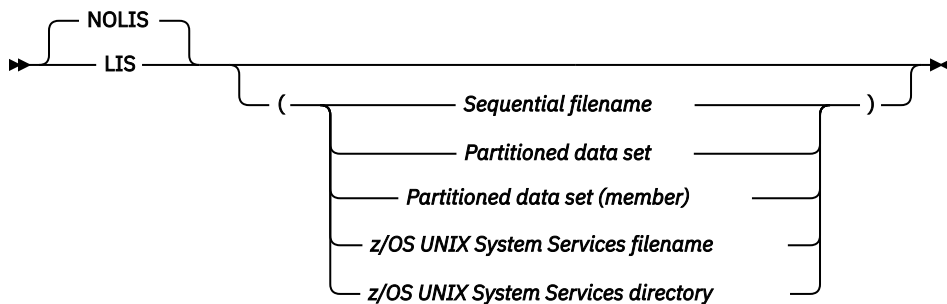 NOLIS
LIS
( Sequential filename )
Partitioned data set
Partitioned data set (member)
z/OS UNIX System Services filename
z/OS UNIX System Services directory